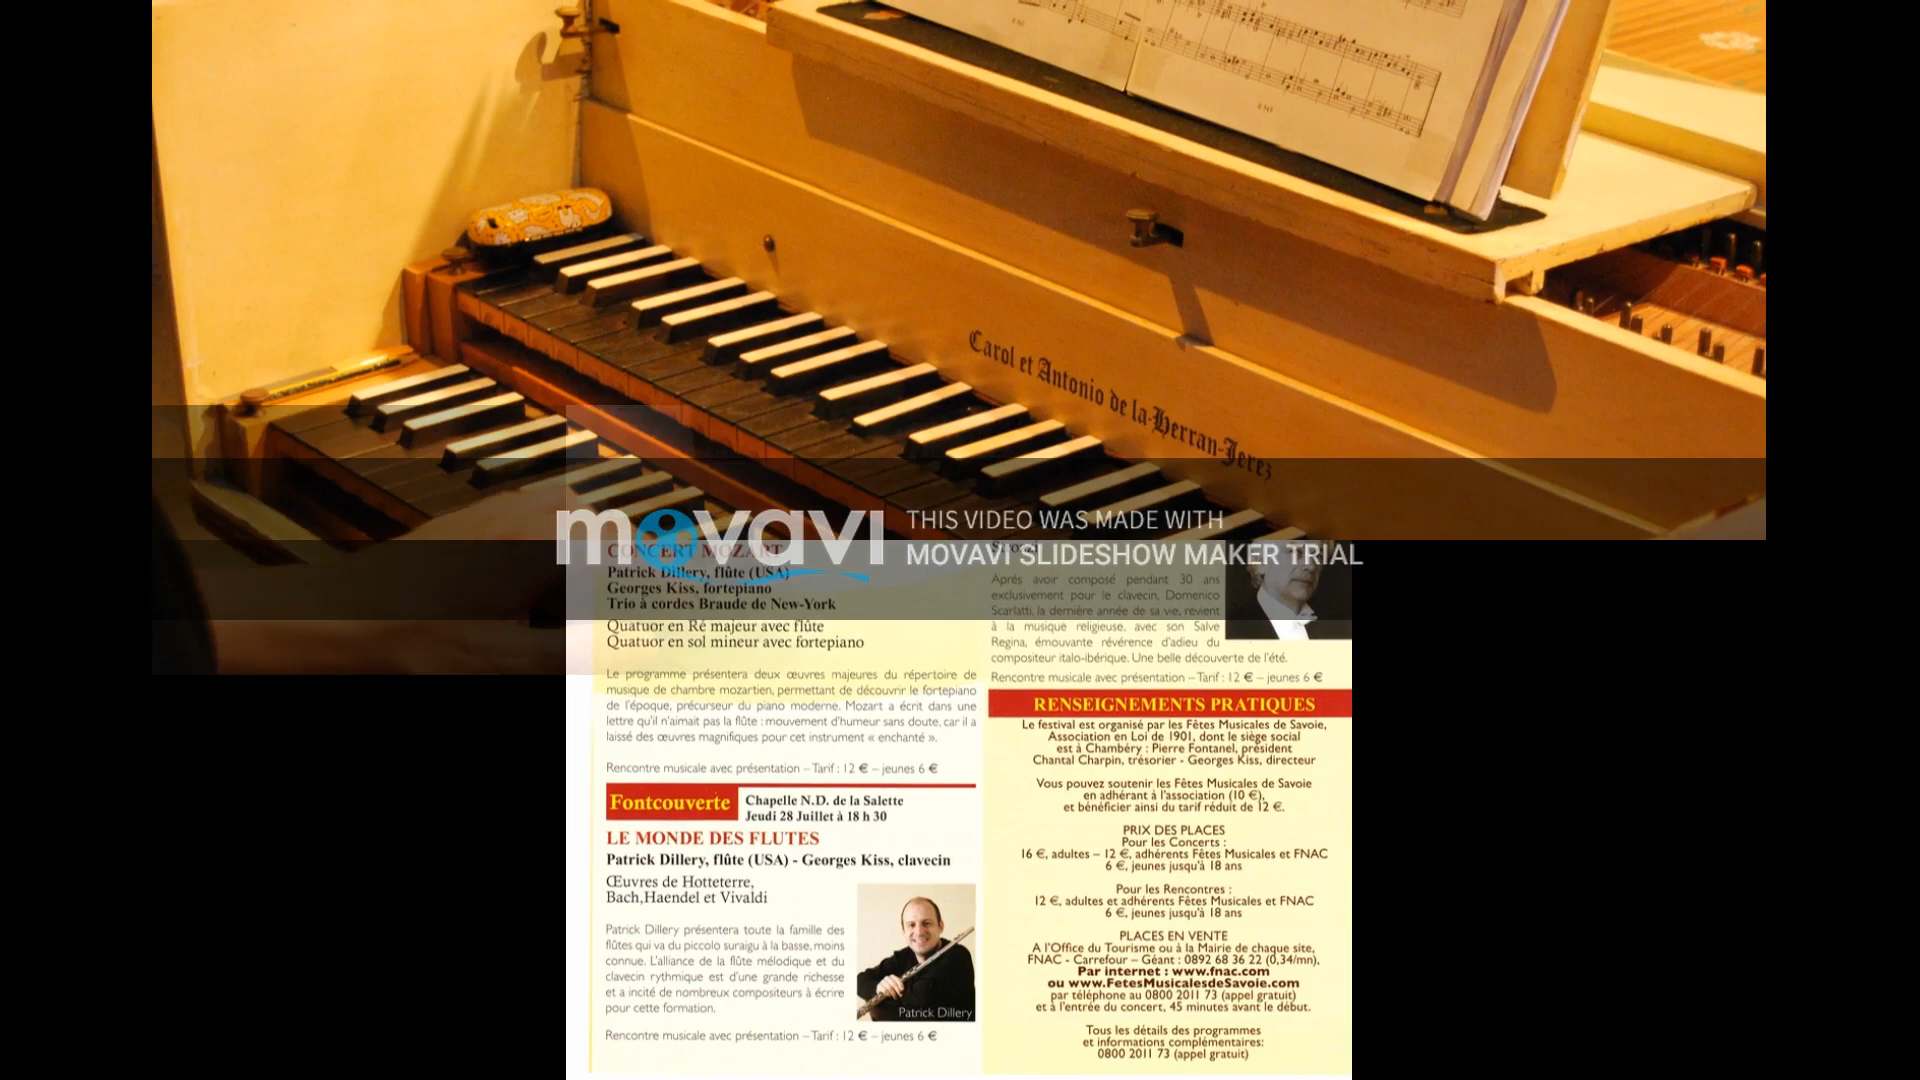 Carol et Antonio de la-Herran-Jerez
movavi
THIS VIDEO WAS MADE WITH
MOVAVI SLIDESHOW MAKER TRIAL
CONCERT MOZART
Patrick Dillery, flûte (USA)
Georges Kiss, fortepiano
Trio à cordes Braude de New-York
Quatuor en Ré majeur avec flûte
Quatuor en sol mineur avec fortepiano
Le programme présentera deux œuvres majeures du répertoire de
musique de chambre mozartien, permettant de découvrir le fortepiano
de l'époque, précurseur du piano moderne. Mozart a écrit dans une
lettre qu'il n'aimait pas la flûte : mouvement d'humeur sans doute, car il a
laissé des œuvres magnifiques pour cet instrument « enchanté ».
Rencontre musicale avec présentation – Tarif : 12 € – jeunes 6 €
Fontcouverte
Chapelle N.D. de la Salette
Jeudi 28 Juillet à 18 h 30
LE MONDE DES FLUTES
Patrick Dillery, flûte (USA) - Georges Kiss, clavecin
Œuvres de Hotteterre,
Bach,Haendel et Vivaldi
Patrick Dillery présentera toute la famille des
flûtes qui va du piccolo suraigu à la basse, moins
connue. L'alliance de la flûte mélodique et du
clavecin rythmique est d'une grande richesse
et a incité de nombreux compositeurs à écrire
pour cette formation.
Patrick Dillery
Rencontre musicale avec présentation – Tarif : 12 € – jeunes 6 €
Aprés avoir composé pendant 30 ans
exclusivement pour le clavecin, Domenico
Scarlatti, la dernière année de sa vie, revient
à la musique religieuse, avec son Salve
Regina, émouvante révérence d'adieu du
compositeur italo-ibérique. Une belle découverte de l'été.
Rencontre musicale avec présentation – Tarif : 12 € – jeunes 6 €
RENSEIGNEMENTS PRATIQUES
Le festival est organisé par les Fêtes Musicales de Savoie,
Association en Loi de 1901, dont le siège social
est à Chambéry : Pierre Fontanel, président
Chantal Charpin, trésorier - Georges Kiss, directeur
Vous pouvez soutenir les Fêtes Musicales de Savoie
en adhérant à l'association (10 €),
et bénéficier ainsi du tarif réduit de 12 €.
PRIX DES PLACES
Pour les Concerts :
16 €, adultes – 12 €, adhérents Fêtes Musicales et FNAC
6 €, jeunes jusqu'à 18 ans
Pour les Rencontres :
12 €, adultes et adhérents Fêtes Musicales et FNAC
6 €, jeunes jusqu'à 18 ans
PLACES EN VENTE
A l'Office du Tourisme ou à la Mairie de chaque site,
FNAC - Carrefour – Géant : 0892 68 36 22 (0,34/mn),
Par internet : www.fnac.com
ou www.FetesMusicalesdeSavoie.com
par téléphone au 0800 2011 73 (appel gratuit)
et à l'entrée du concert, 45 minutes avant le début.
Tous les détails des programmes
et informations complémentaires:
0800 2011 73 (appel gratuit)